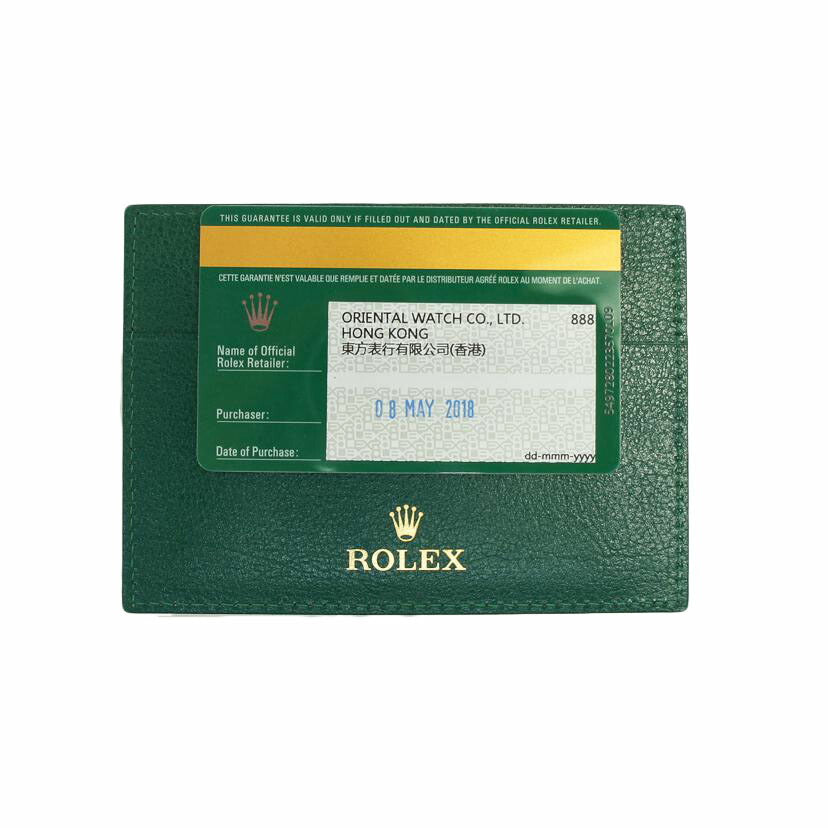 THIS GUARANTEE IS VALID ONLY IF FILLED OUT AND DATED BY THE OFFICIAL ROLEX RETAILER.
CETTE GARANTIE N'EST VALABLE QUE REMPLIE ET DATÉE PAR LE DISTRIBUTEUR AGRÉÉ ROLEX AU MOMENT DE L'ACHAT.
ORIENTAL WATCH CO., LTD. 888
HONG KONG
東方表行有限公司(香港)
Name of Official
Rolex Retailer:
Purchaser:
08 MAY 2018
Date of Purchase:
dd-mmm-yyyy
ROLEX